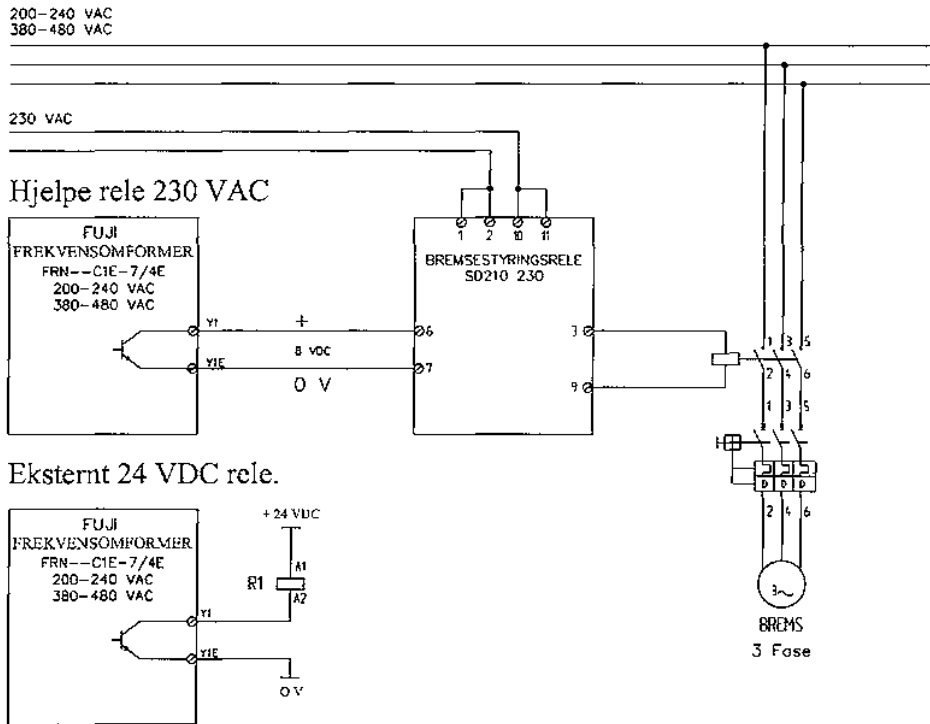 200-240 VAC
380-480 VAC
230 VAC
Hjelpe rele 230 VAC
FUJI
FREKVENSOMFORMER
FRN--C1E-7/4E
200-240 VAC
380-480 VAC
Y1
Y1E
+
8 VDC
0 V
1 2 10 11
BREMSESTYRINGSRELE
SD210 230
6
7
3
9
1 3 5
2 4 6
1 3 5
D D D
2 4 6
3~
BREMS
3 Fase
Eksternt 24 VDC rele.
FUJI
FREKVENSOMFORMER
FRN--C1E-7/4E
200-240 VAC
380-480 VAC
Y1
Y1E
+24 VDC
A1
R1
A2
0 V